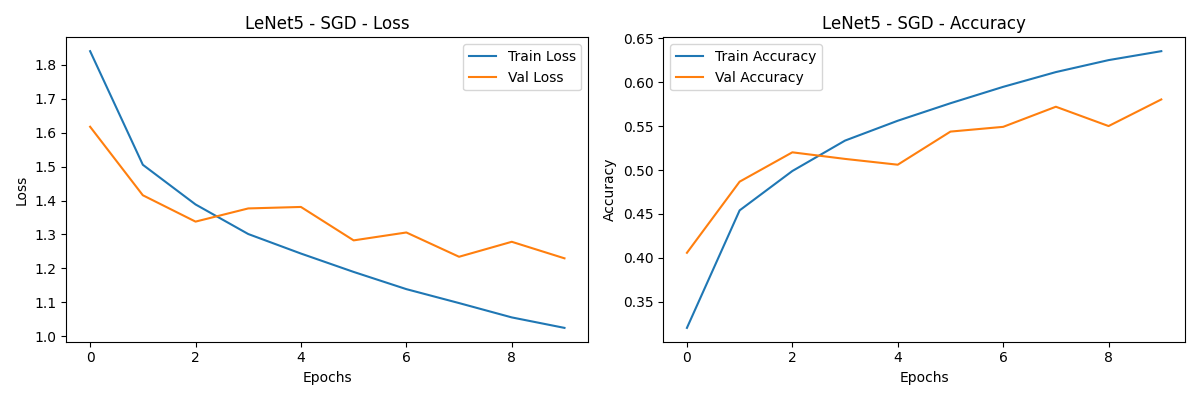 LeNet5 - SGD - Loss
Train Loss
Val Loss
1.8
1.7
1.6
1.5
1.4
1.3
1.2
1.1
1.0
Loss
0
2
4
6
8
Epochs
LeNet5 - SGD - Accuracy
Train Accuracy
Val Accuracy
0.65
0.60
0.55
0.50
0.45
0.40
0.35
Accuracy
0
2
4
6
8
Epochs